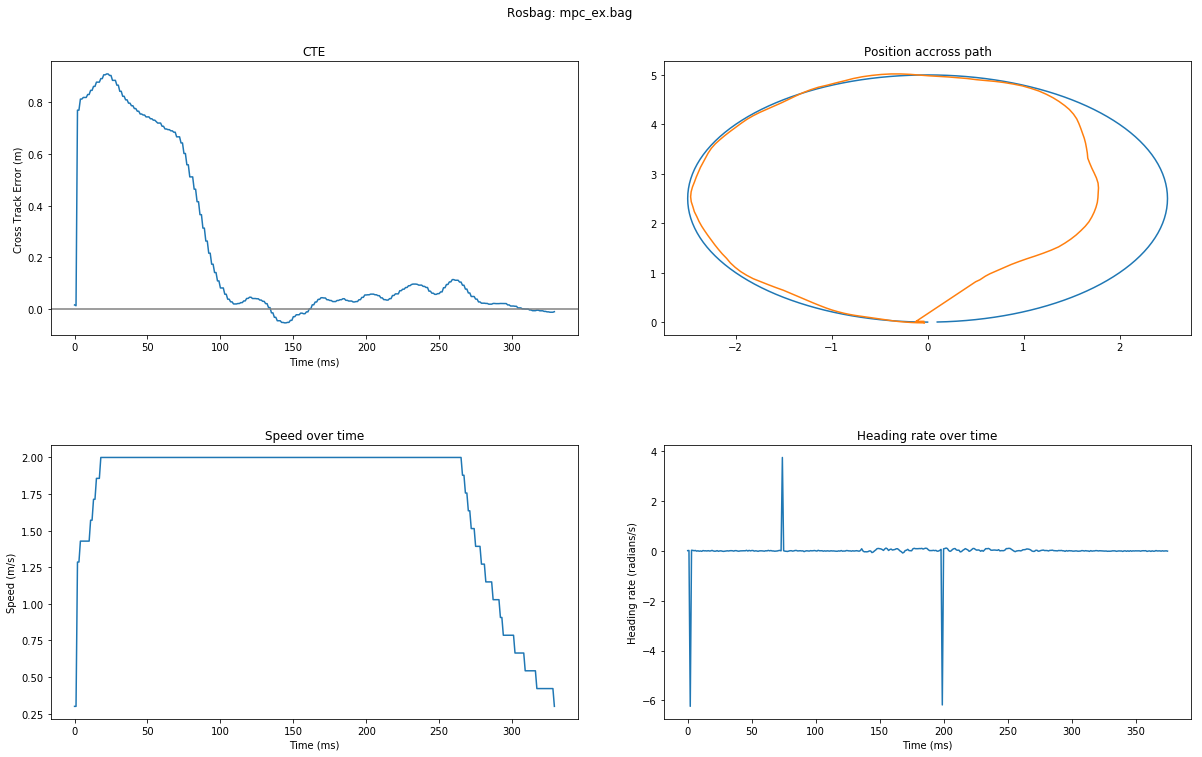 Rosbag: mpc_ex.bag
CTE
Cross Track Error (m)
0.8
0.6
0.4
0.2
0.0
0 50 100 150 200 250 300
Time (ms)
Position accross path
5
4
3
2
1
0
−2 −1 0 1 2
Speed over time
Speed (m/s)
2.00
1.75
1.50
1.25
1.00
0.75
0.50
0.25
0 50 100 150 200 250 300
Time (ms)
Heading rate over time
Heading rate (radians/s)
4
2
0
−2
−4
−6
0 50 100 150 200 250 300 350
Time (ms)